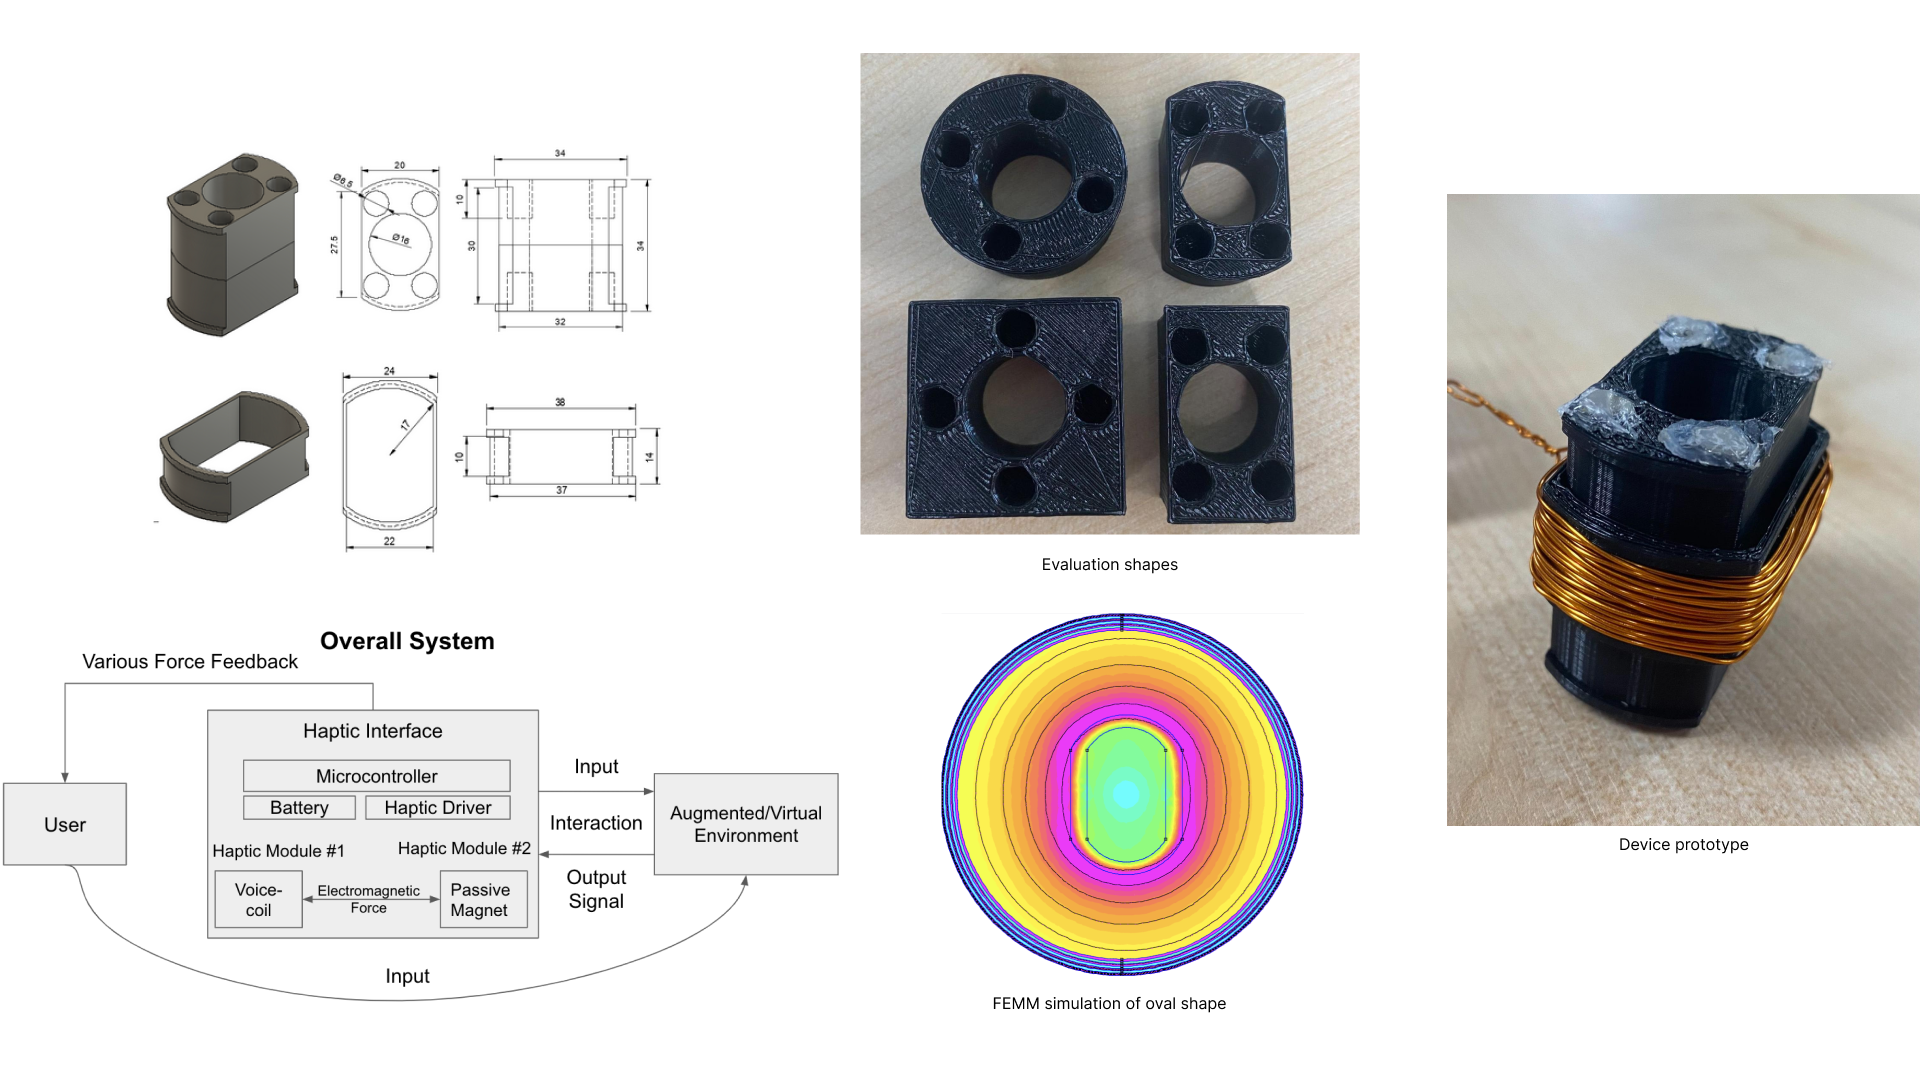 20
Ø6.5
27.5
Ø16
34
10
30
34
32
24
17
22
38
10
14
37
Evaluation shapes
Overall System
Various Force Feedback
Haptic Interface
Microcontroller
Battery
Haptic Driver
Haptic Module #1
Haptic Module #2
Voice-
coil
Electromagnetic
Force
Passive
Magnet
User
Input
Interaction
Output
Signal
Augmented/Virtual
Environment
Input
FEMM simulation of oval shape
Device prototype